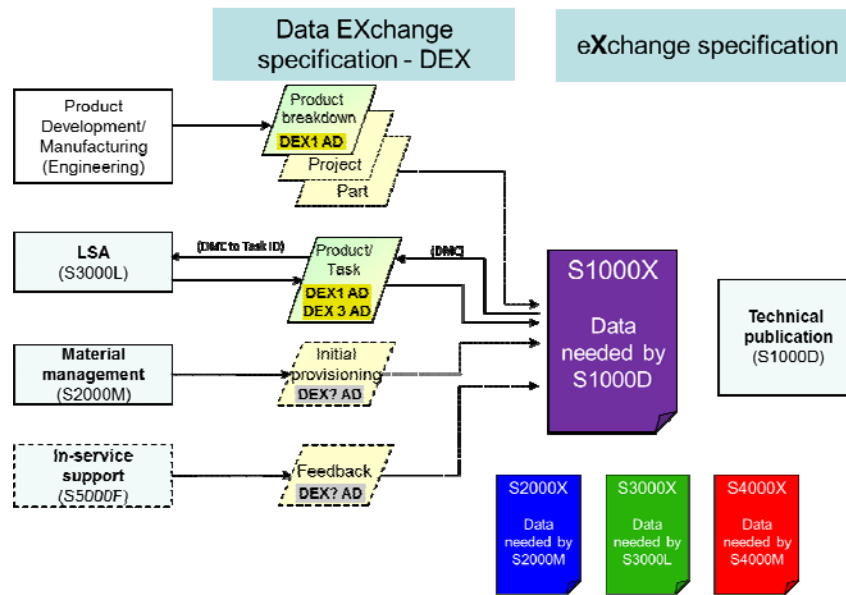 Data EXchange
specification - DEX
eXchange specification
Product
Development/
Manufacturing
(Engineering)
Product
breakdown
DEX1 AD
Project
Part
LSA
(S3000L)
(DMC to Task ID)
Product/
Task
DEX1 AD
DEX 3 AD
(DMC)
S1000X
Data
needed by
S1000D
Technical
publication
(S1000D)
Material
management
(S2000M)
Initial
provisioning
DEX? AD
In-service
support
(S5000F)
Feedback
DEX? AD
S2000X
Data
needed by
S2000M
S3000X
Data
needed by
S3000L
S4000X
Data
needed by
S4000M